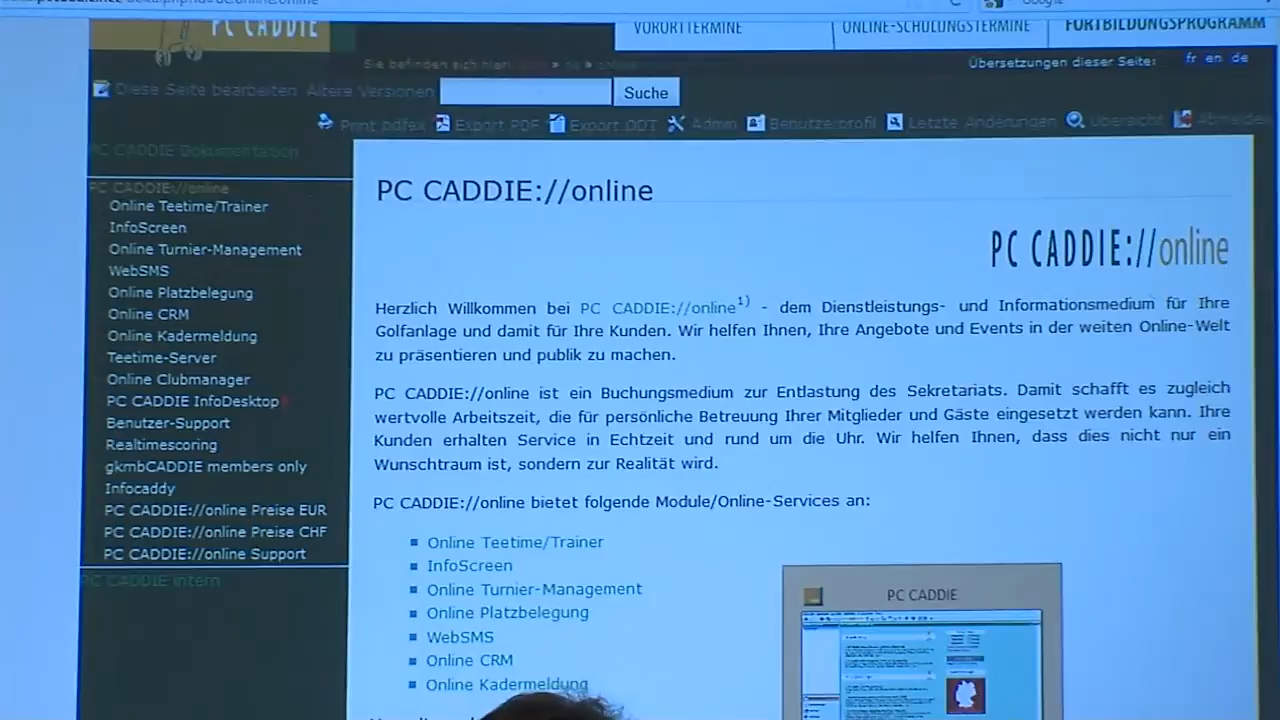 PC CADDIE
VORORTTERMINE
ONLINE-SCHULUNGSTERMINE
FORTBILDUNGSPROGRAMM
Sie befinden sich hier:
Übersetzungen dieser Seite:
fr en de
Diese Seite bearbeiten Ältere Versionen
Suche
Export PDF
Export ODT
Admin
Benutzerprofil
Letzte Änderungen
Übersicht
PC CADDIE Dokumentation
PC CADDIE://online
Online Teetime/Trainer
InfoScreen
Online Turnier-Management
WebSMS
Online Platzbelegung
Online CRM
Online Kadermeldung
Teetime-Server
Online Clubmanager
PC CADDIE InfoDesktop
Benutzer-Support
Realtimescoring
gkmbCADDIE members only
Infocaddy
PC CADDIE://online Preise EUR
PC CADDIE://online Preise CHF
PC CADDIE://online Support
PC CADDIE intern
PC CADDIE://online
PC CADDIE://online
Herzlich Willkommen bei PC CADDIE://online1) - dem Dienstleistungs- und Informationsmedium für Ihre
Golfanlage und damit für Ihre Kunden. Wir helfen Ihnen, Ihre Angebote und Events in der weiten Online-Welt
zu präsentieren und publik zu machen.
PC CADDIE://online ist ein Buchungsmedium zur Entlastung des Sekretariats. Damit schafft es zugleich
wertvolle Arbeitszeit, die für persönliche Betreuung Ihrer Mitglieder und Gäste eingesetzt werden kann. Ihre
Kunden erhalten Service in Echtzeit und rund um die Uhr. Wir helfen Ihnen, dass dies nicht nur ein
Wunschtraum ist, sondern zur Realität wird.
PC CADDIE://online bietet folgende Module/Online-Services an:
Online Teetime/Trainer
InfoScreen
Online Turnier-Management
Online Platzbelegung
WebSMS
Online CRM
Online Kadermeldung
PC CADDIE